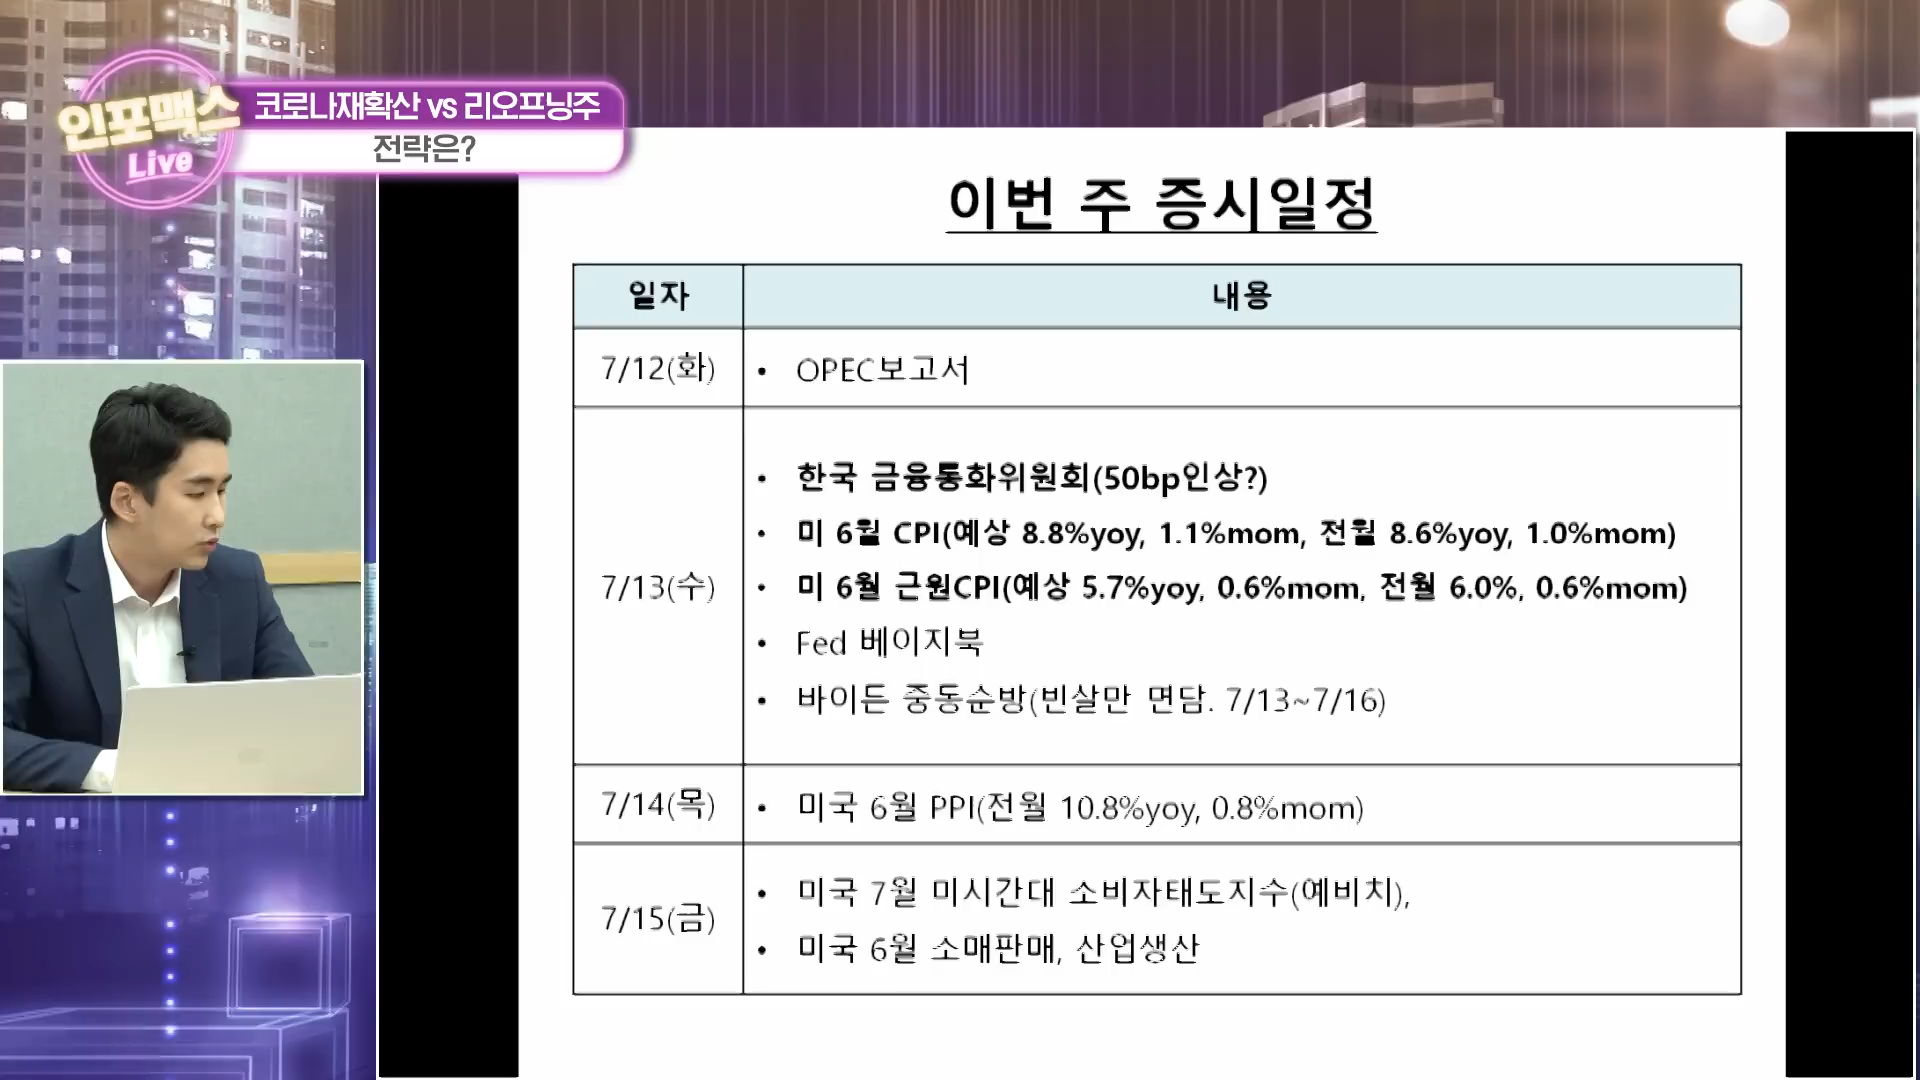 인포맥스
Live
코로나재확산 vs 리오프닝주
전략은?
이번 주 증시일정
일자
내용
7/12(화)
• OPEC보고서
7/13(수)
• 한국 금융통화위원회(50bp인상?)
• 미 6월 CPI(예상 8.8%yoy, 1.1%mom, 전월 8.6%yoy, 1.0%mom)
• 미 6월 근원CPI(예상 5.7%yoy, 0.6%mom, 전월 6.0%, 0.6%mom)
• Fed 베이지북
• 바이든 중동순방(빈살만 면담. 7/13~7/16)
7/14(목)
• 미국 6월 PPI(전월 10.8%yoy, 0.8%mom)
7/15(금)
• 미국 7월 미시간대 소비자태도지수(예비치),
• 미국 6월 소매판매, 산업생산